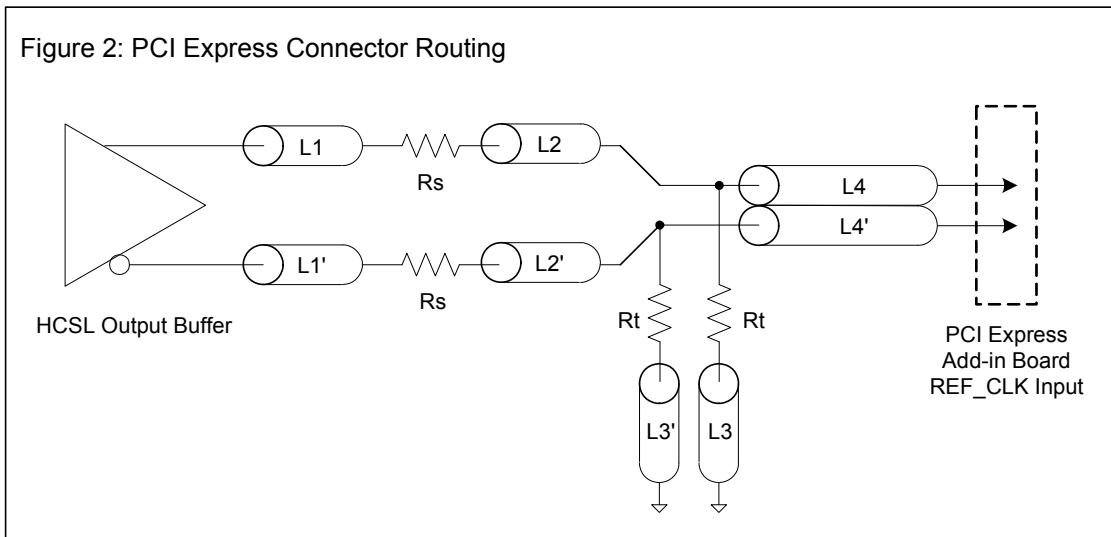 Figure 2: PCI Express Connector Routing
L1
Rs
L2
L4
L4'
L1'
Rs
L2'
HCSL Output Buffer
Rt
Rt
L3'
L3
PCI Express
Add-in Board
REF_CLK Input